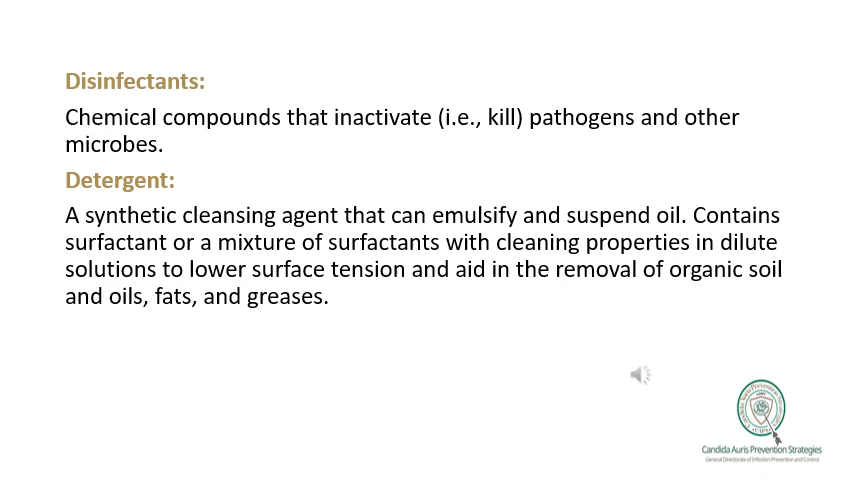 Disinfectants:
Chemical compounds that inactivate (i.e., kill) pathogens and other
microbes.
Detergent:
A synthetic cleansing agent that can emulsify and suspend oil. Contains
surfactant or a mixture of surfactants with cleaning properties in dilute
solutions to lower surface tension and aid in the removal of organic soil
and oils, fats, and greases.
Candida Auris Prevention Strategies
General Directorate of Infection Prevention and Control